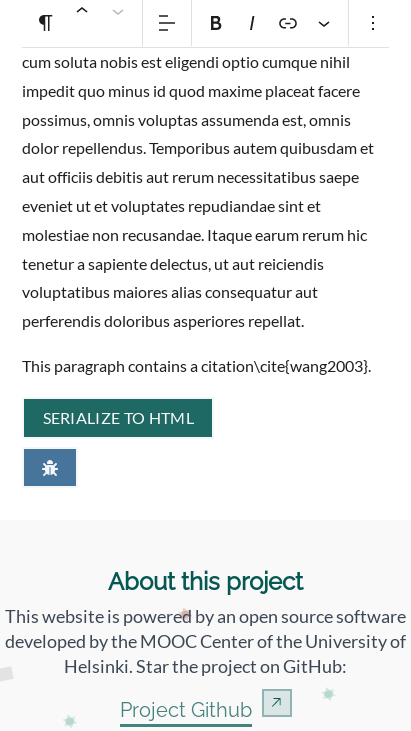 ¶ B I
cum soluta nobis est eligendi optio cumque nihil
impedit quo minus id quod maxime placeat facere
possimus, omnis voluptas assumenda est, omnis
dolor repellendus. Temporibus autem quibusdam et
aut officiis debitis aut rerum necessitatibus saepe
eveniet ut et voluptates repudiandae sint et
molestiae non recusandae. Itaque earum rerum hic
tenetur a sapiente delectus, ut aut reiciendis
voluptatibus maiores alias consequatur aut
perferendis doloribus asperiores repellat.
This paragraph contains a citation\cite{wang2003}.
SERIALIZE TO HTML
About this project
This website is powered by an open source software
developed by the MOOC Center of the University of
Helsinki. Star the project on GitHub:
Project Github